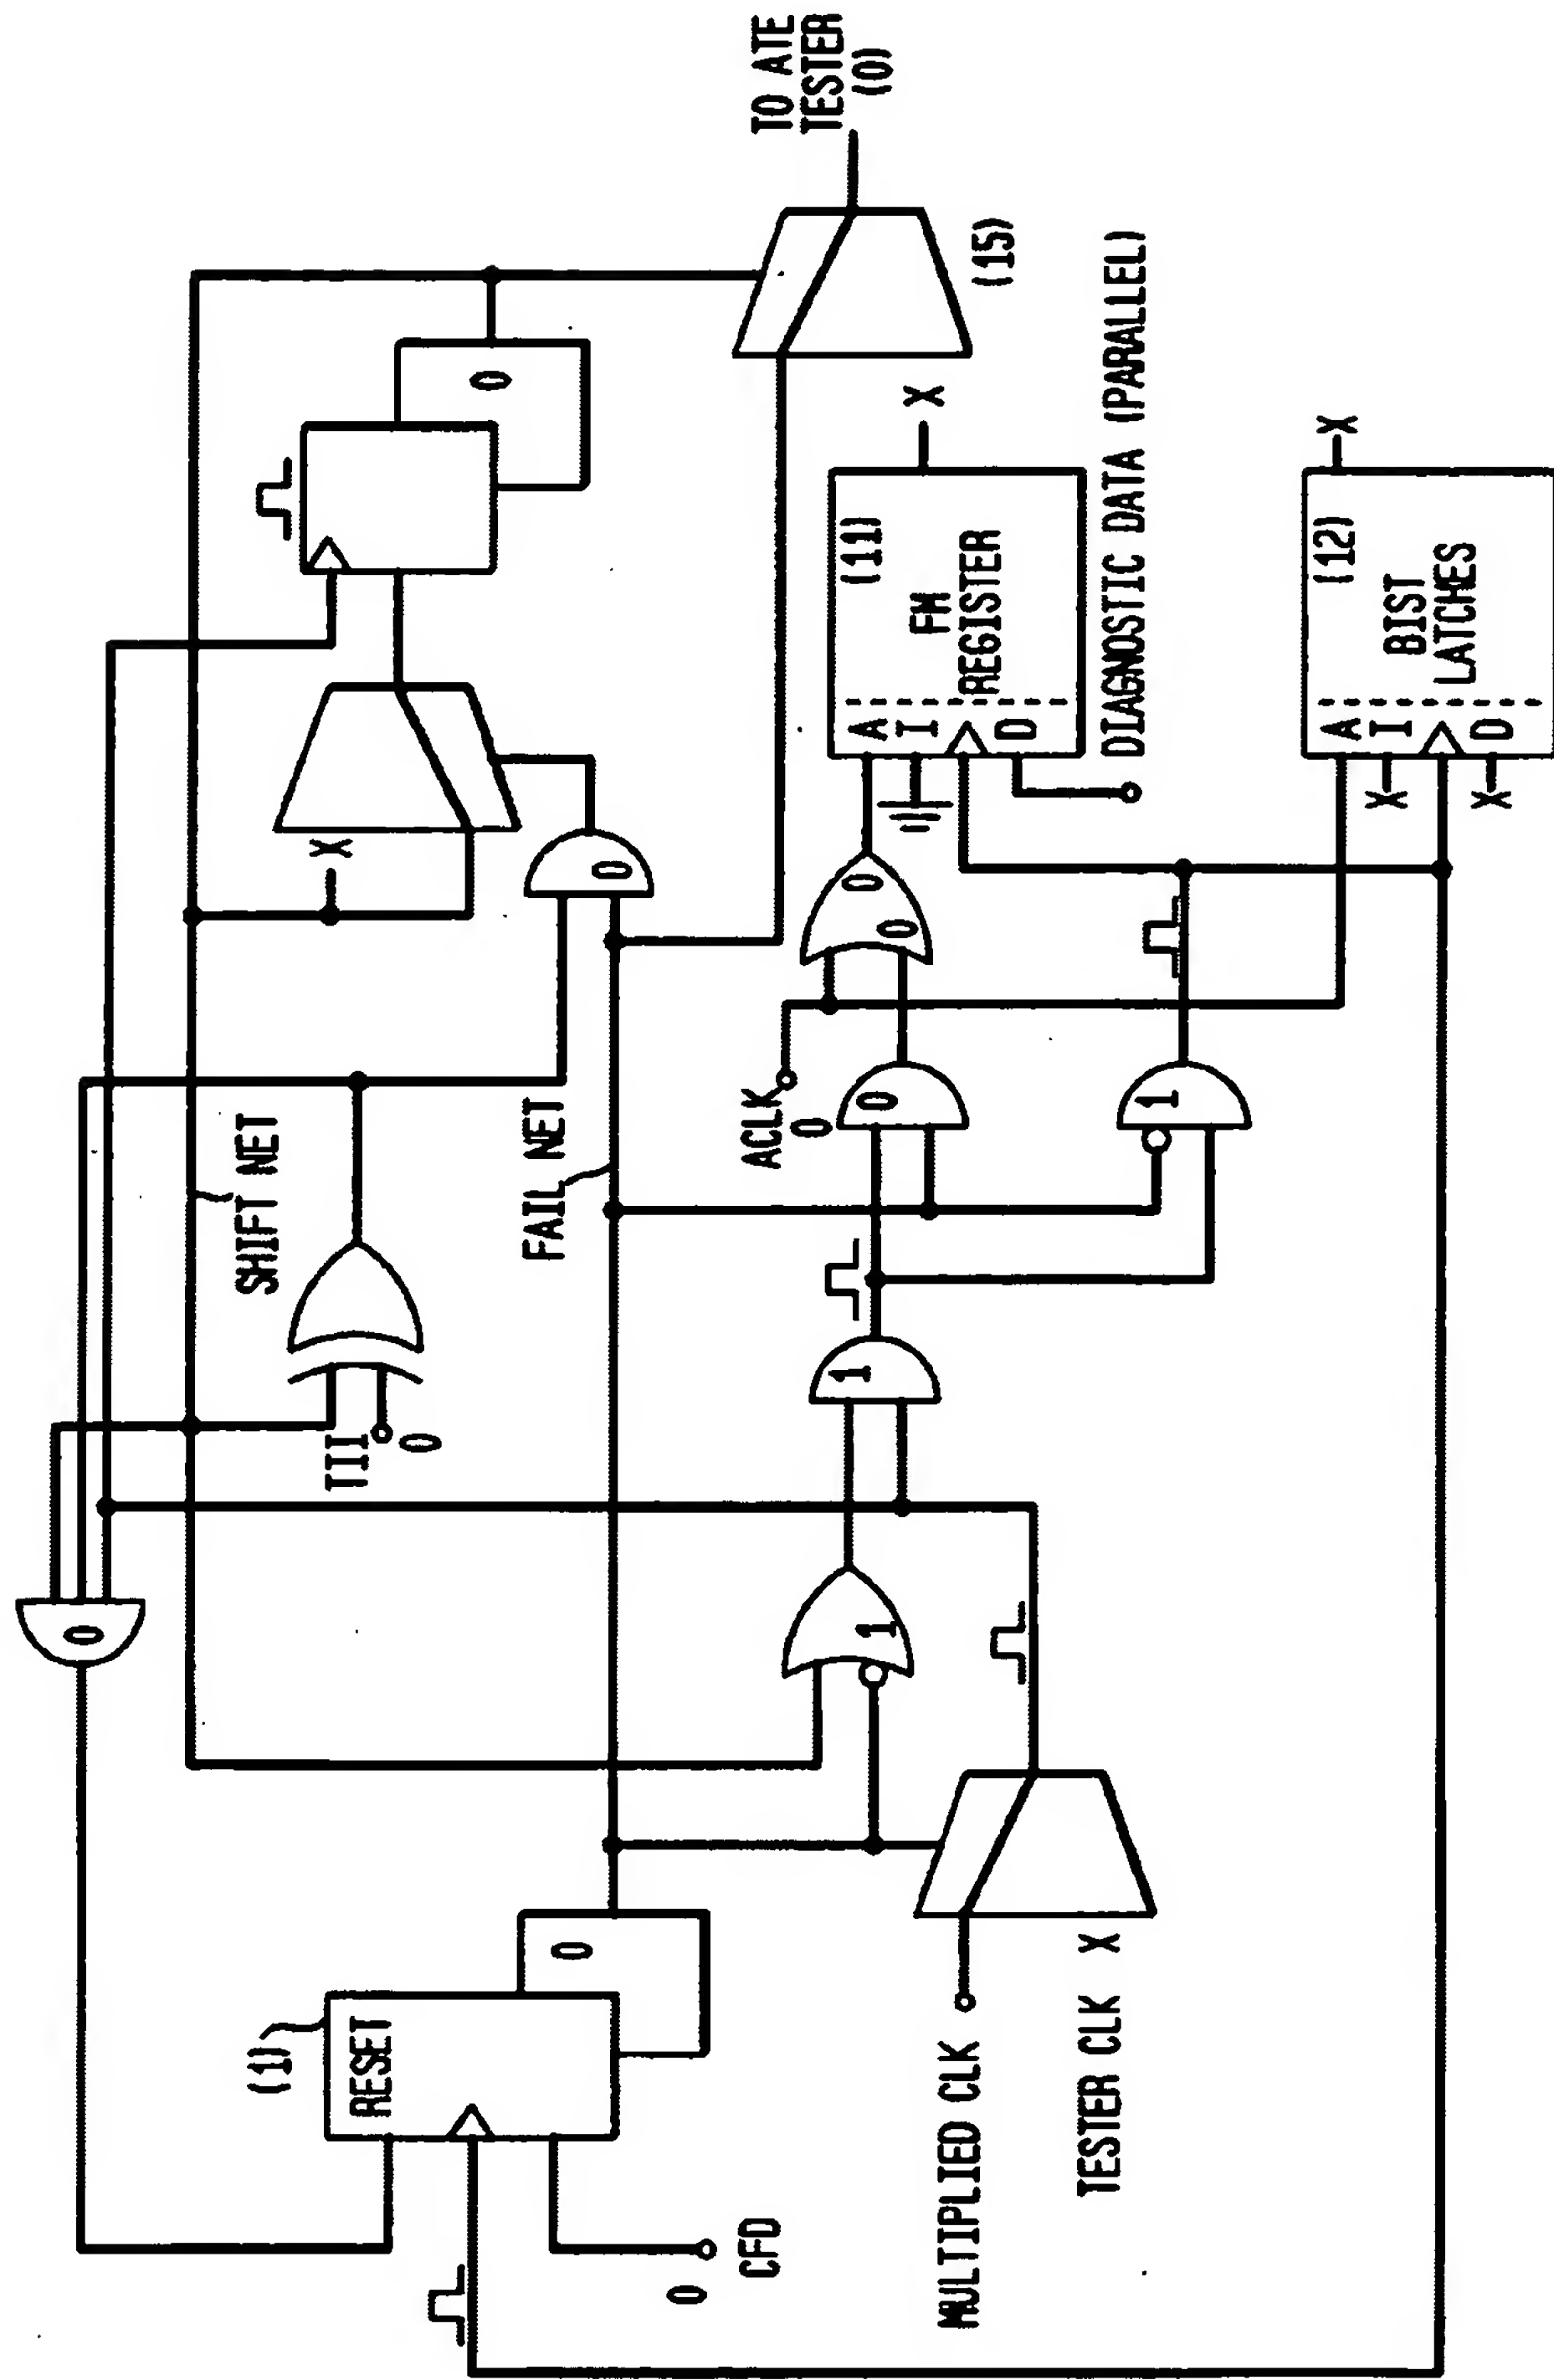 TO ATE
TESTER
(0)
0
(15)
X
0
X
SHIFT NET
TII
0
FAIL NET
0
(11)
FM
REGISTER
A
I
D
X
DIAGNOSTIC DATA (PARALLEL)
(12)
BIST
LATCHES
A
I
D
X
X
X
0
0
ACLK
0
0
1
1
1
(1)
RESET
0
0
CFD
MULTIPLIED CLK
TESTER CLK X